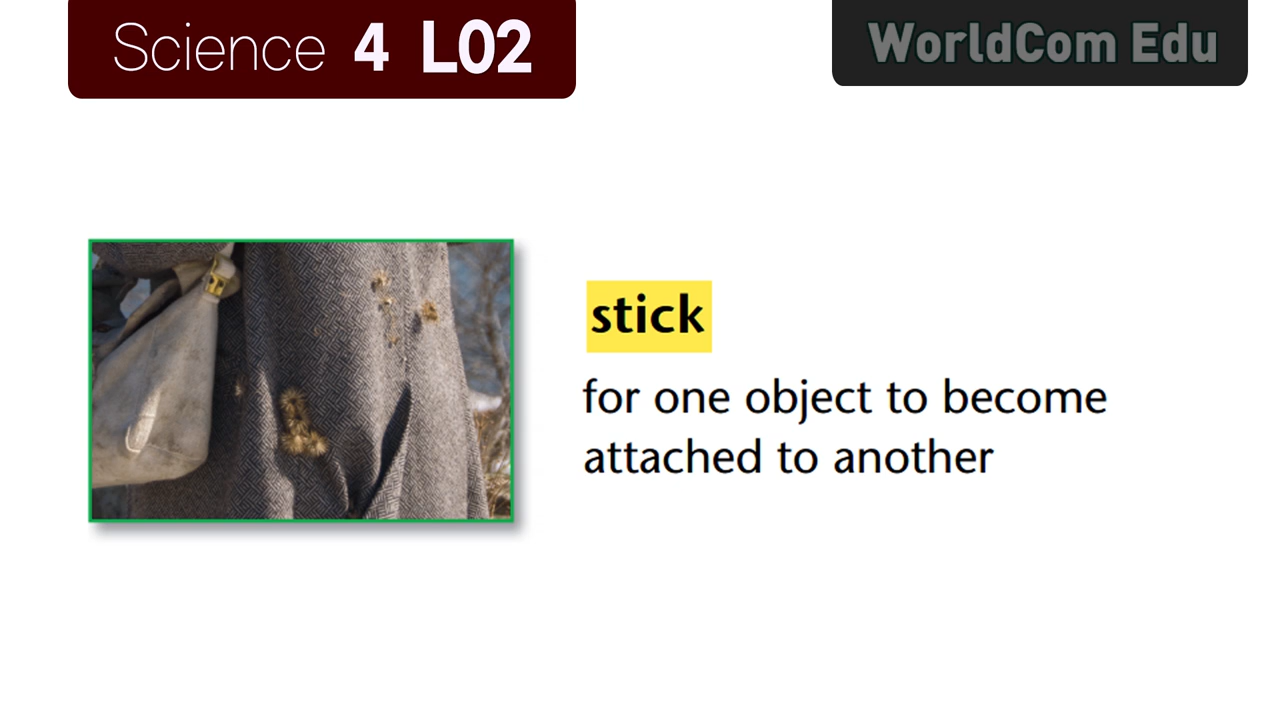 Science 4 L02
WorldCom Edu
stick
for one object to become
attached to another